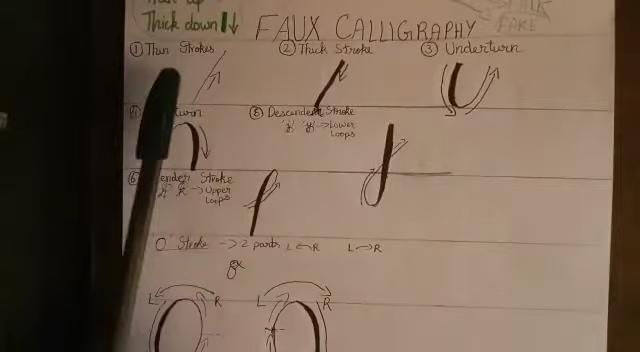 Thick down
FAUX CALLIGRAPHY
FAKE
① Thin Strokes ② Thick Stroke ③ Underturn
⑤ Descender Stroke
'g' 'y' → Lower
Loops
⑥ Stroke
'k' → Upper
Loops
'O' Stroke → 2 parts L R L → R
L R L R